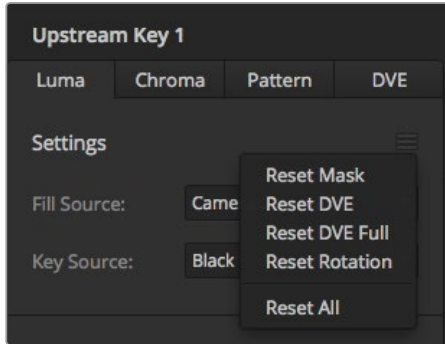 Upstream Key 1
Luma Chroma Pattern DVE
Settings
Reset Mask
Fill Source: Came Reset DVE
Reset DVE Full
Key Source: Black Reset Rotation
Reset All